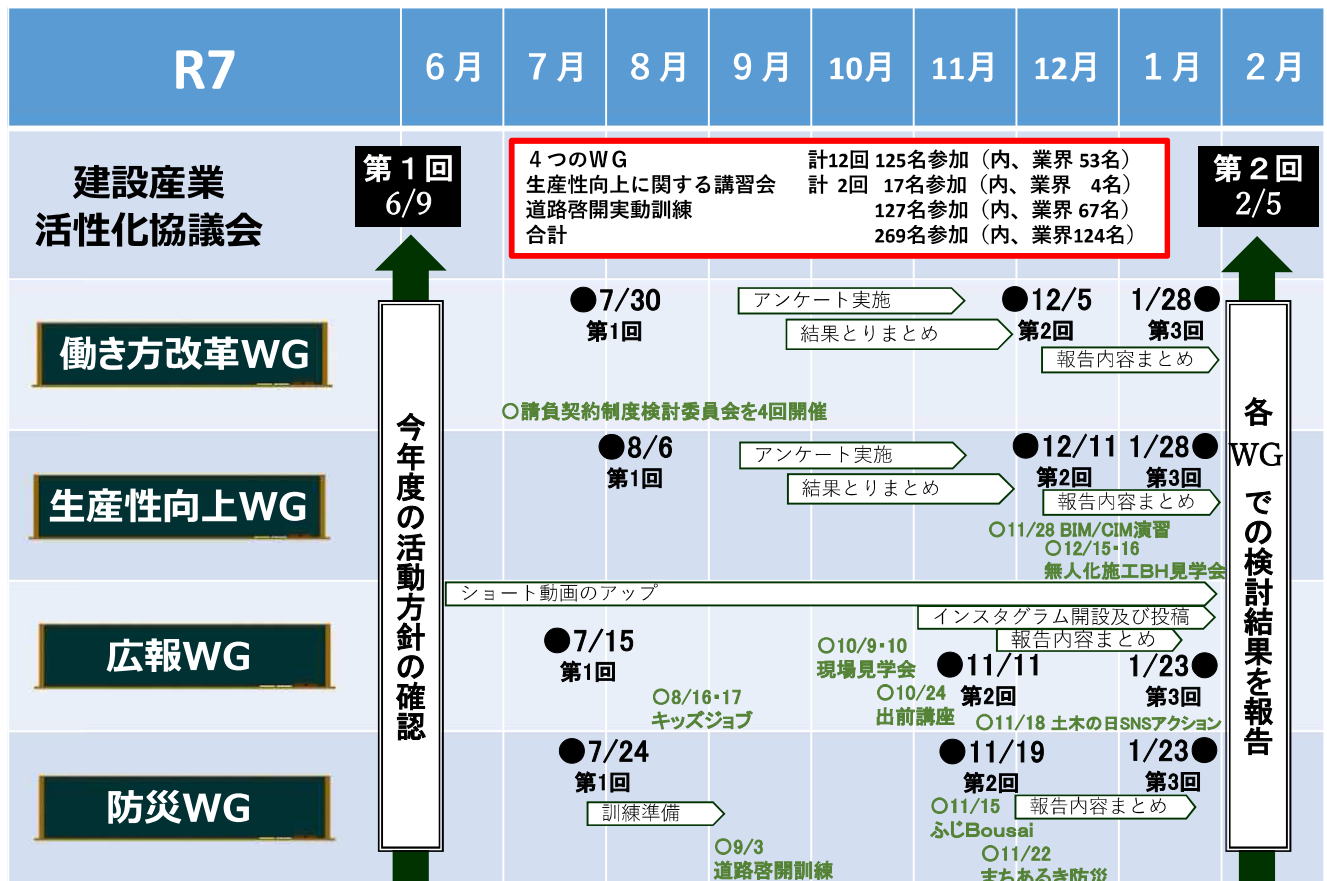 R7
６月
７月
８月
９月
10月
11月
12月
１月
２月
建設産業
活性化協議会
第１回
6/9
４つのＷＧ 計12回 125名参加（内、業界 53名）
生産性向上に関する講習会 計 2回 17名参加（内、業界 4名）
道路啓開実動訓練 127名参加（内、業界 67名）
合計 269名参加（内、業界124名）
第２回
2/5
今年度の活動方針の確認
各WGでの検討結果を報告
働き方改革WG
●7/30
第1回
アンケート実施
結果とりまとめ
●12/5
第2回
1/28●
第3回
報告内容まとめ
○請負契約制度検討委員会を4回開催
生産性向上WG
●8/6
第1回
アンケート実施
結果とりまとめ
●12/11
第2回
1/28●
第3回
報告内容まとめ
○11/28 BIM/CIM演習
○12/15・16
無人化施工ＢＨ見学会
広報WG
ショート動画のアップ
インスタグラム開設及び投稿
報告内容まとめ
●7/15
第1回
○8/16・17
キッズジョブ
○10/9・10
現場見学会
○10/24
出前講座
●11/11
第2回
1/23●
第3回
○11/18 土木の日SNSアクション
防災WG
●7/24
第1回
訓練準備
○9/3
道路啓開訓練
●11/19
第2回
1/23●
第3回
報告内容まとめ
○11/15
ふじBousai
○11/22
まちあるき防災